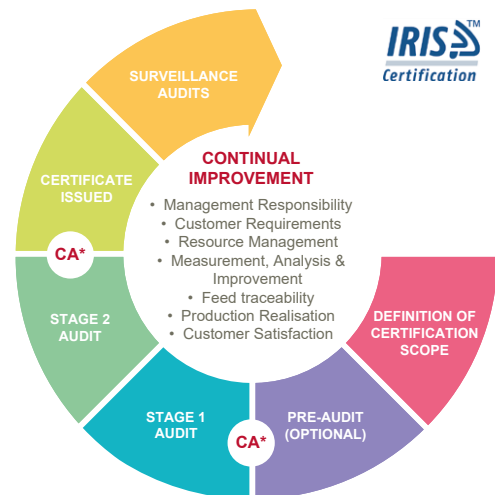 IRIS
TM
Certification
SURVEILLANCE
AUDITS
CERTIFICATE
ISSUED
CA*
STAGE 2
AUDIT
STAGE 1
AUDIT
CA*
PRE-AUDIT
(OPTIONAL)
DEFINITION OF
CERTIFICATION
SCOPE
CONTINUAL
IMPROVEMENT
• Management Responsibility
• Customer Requirements
• Resource Management
• Measurement, Analysis &
Improvement
• Feed traceability
• Production Realisation
• Customer Satisfaction